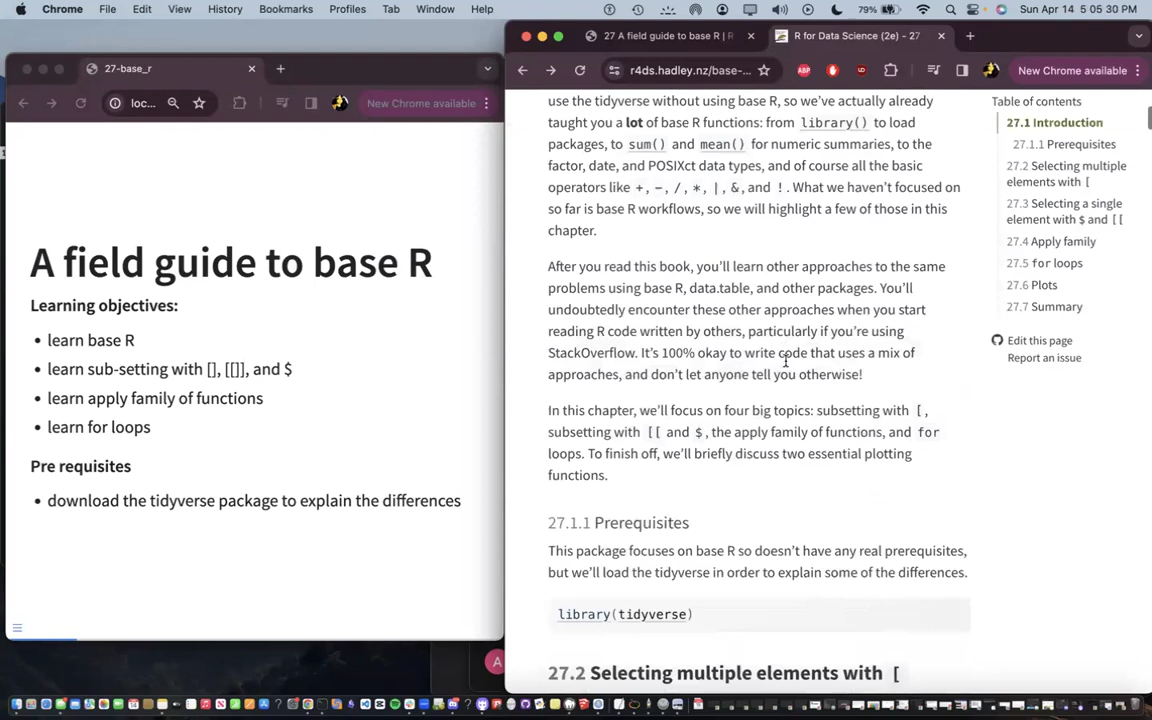 Chrome File Edit View History Bookmarks Profiles Tab Window Help 79% Sun Apr 14 5 05 30 PM
27-base_r
loc...
New Chrome available
A field guide to base R
Learning objectives:
• learn base R
• learn sub-setting with [], [[]], and $
• learn apply family of functions
• learn for loops
Pre requisites
• download the tidyverse package to explain the differences
27 A field guide to base R | R
R for Data Science (2e) - 27
r4ds.hadley.nz/base-...
ABP
New Chrome available
use the tidyverse without using base R, so we've actually already
taught you a lot of base R functions: from library() to load
packages, to sum() and mean() for numeric summaries, to the
factor, date, and POSIXct data types, and of course all the basic
operators like +, -, /, *, |, &, and !. What we haven't focused on
so far is base R workflows, so we will highlight a few of those in this
chapter.
After you read this book, you'll learn other approaches to the same
problems using base R, data.table, and other packages. You'll
undoubtedly encounter these other approaches when you start
reading R code written by others, particularly if you're using
StackOverflow. It's 100% okay to write code that uses a mix of
approaches, and don't let anyone tell you otherwise!
In this chapter, we'll focus on four big topics: subsetting with [,
subsetting with [[ and $, the apply family of functions, and for
loops. To finish off, we'll briefly discuss two essential plotting
functions.
27.1.1 Prerequisites
This package focuses on base R so doesn't have any real prerequisites,
but we'll load the tidyverse in order to explain some of the differences.
library(tidyverse)
27.2 Selecting multiple elements with [
Table of contents
27.1 Introduction
27.1.1 Prerequisites
27.2 Selecting multiple
elements with [
27.3 Selecting a single
element with $ and [[
27.4 Apply family
27.5 for loops
27.6 Plots
27.7 Summary
Edit this page
Report an issue
A